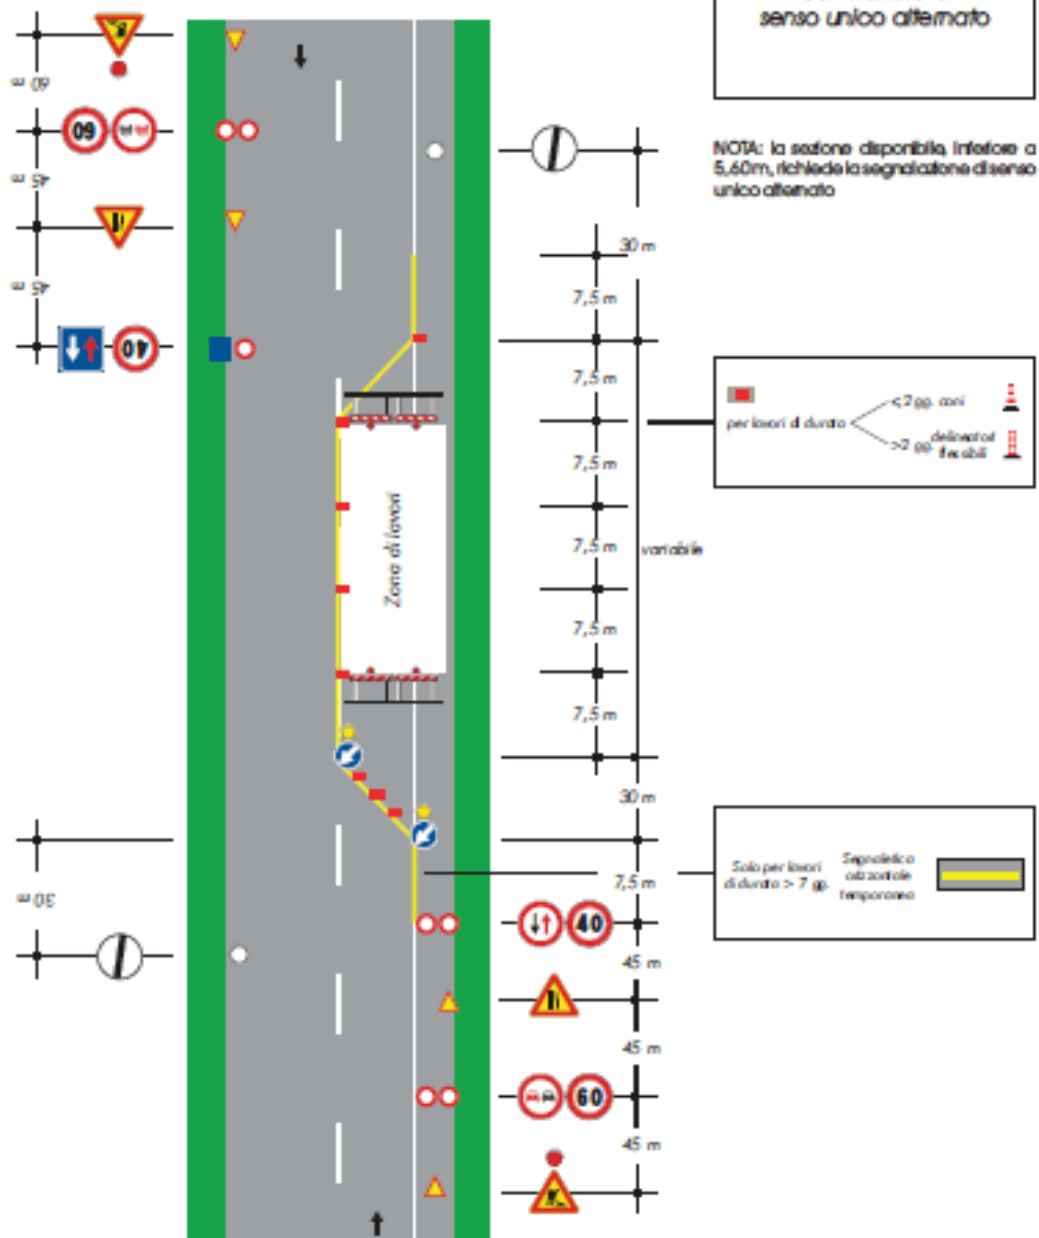 senso unico alternato
NOTA: la sezione disponibile, inferiore a
5,60m, richiede la segnalazione di senso
unico alternato
60 m
60
45 m
45 m
40
30 m
7,5 m
7,5 m
7,5 m
7,5 m
7,5 m
7,5 m
variabile
30 m
7,5 m
40
45 m
45 m
60
45 m
30 m
Zona di lavori
per lavori di durata
<2 gg. coni
>2 gg. delineatori
flessibili
Solo per lavori
di durata > 7 gg.
Segnaletica
orizzontale
temporanea